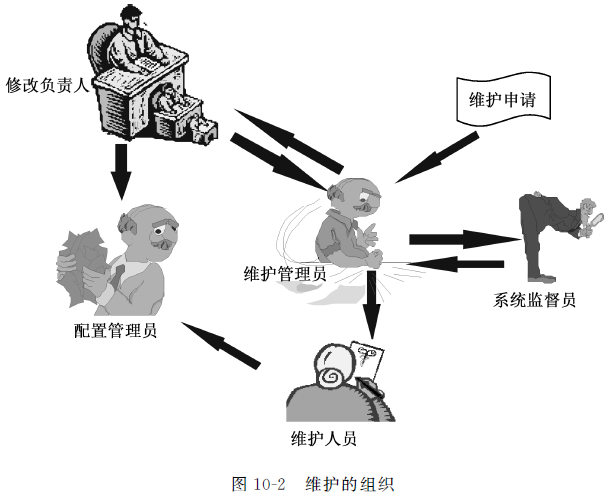 修改负责人
维护申请
维护管理员
系统监督员
配置管理员
维护人员
图 10-2 维护的组织